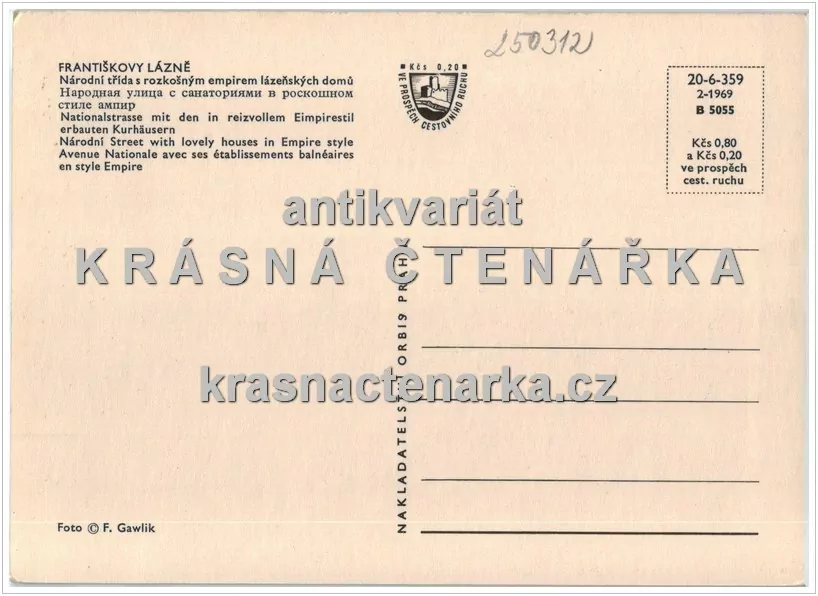 250312
FRANTIŠKOVY LÁZNĚ
Národní třída s rozkošným empirem lázeňských domů
Народная улица с санаториями в роскошном
стиле ампир
Nationalstrasse mit den in reizvollem Eimpirestil
erbauten Kurhäusern
Národní Street with lovely houses in Empire style
Avenue Nationale avec ses établissements balnéaires
en style Empire
Kčs 0,20
VE PROSPĚCH CESTOVNÍHO RUCHU
20-6-359
2-1969
B 5055
Kčs 0,80
a Kčs 0,20
ve prospěch
cest. ruchu
antikvariát
KRÁSNÁ ČTENÁŘKA
krasnactenarka.cz
NAKLADATELSTVÍ ORBIS PRAHA
Foto © F. Gawlik